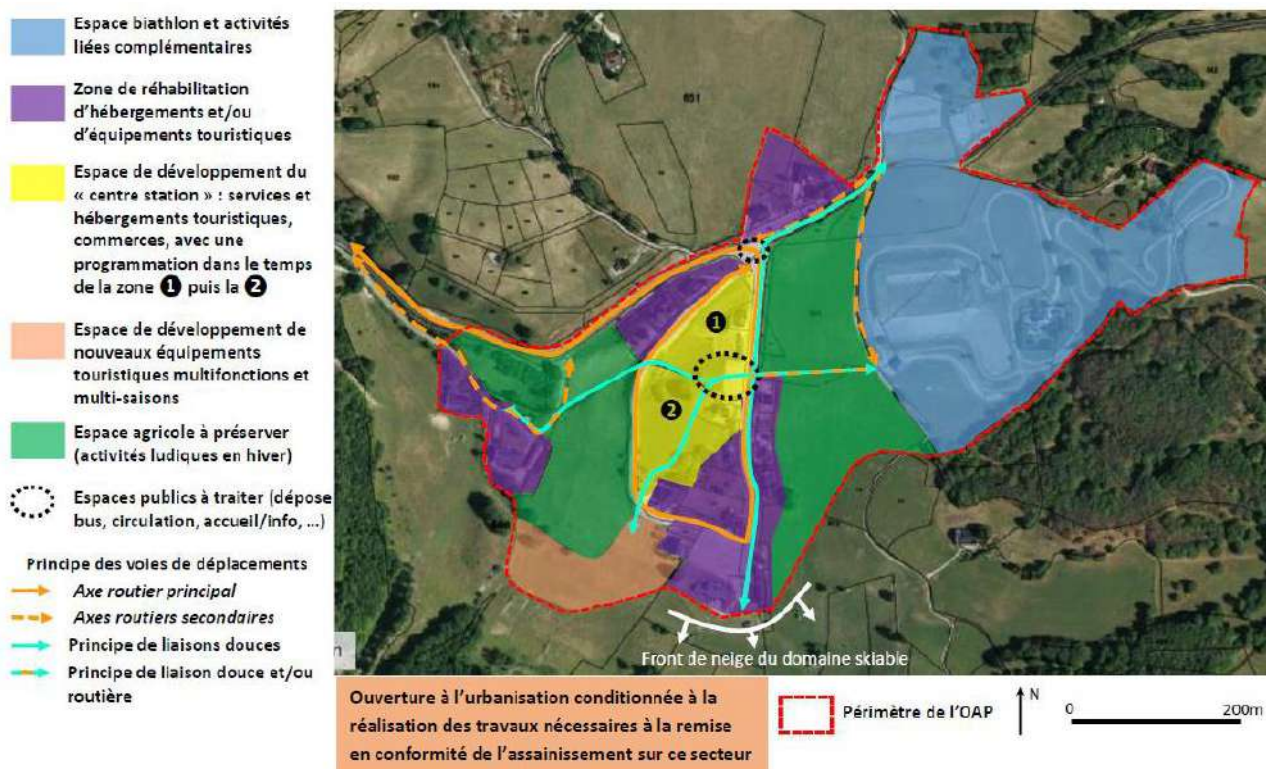 Espace biathlon et activités
liées complémentaires
Zone de réhabilitation
d'hébergements et/ou
d'équipements touristiques
Espace de développement du
« centre station » : services et
hébergements touristiques,
commerces, avec une
programmation dans le temps
de la zone ❶ puis la ❷
Espace de développement de
nouveaux équipements
touristiques multifonctions et
multi-saisons
Espace agricole à préserver
(activités ludiques en hiver)
Espaces publics à traiter (dépose
bus, circulation, accueil/info, ...)
Principe des voies de déplacements
Axe routier principal
Axes routiers secondaires
Principe de liaisons douces
Principe de liaison douce et/ou
routière
651
❶
❷
Front de neige du domaine skiable
Ouverture à l'urbanisation conditionnée à la
réalisation des travaux nécessaires à la remise
en conformité de l'assainissement sur ce secteur
Périmètre de l'OAP
N
0 200m